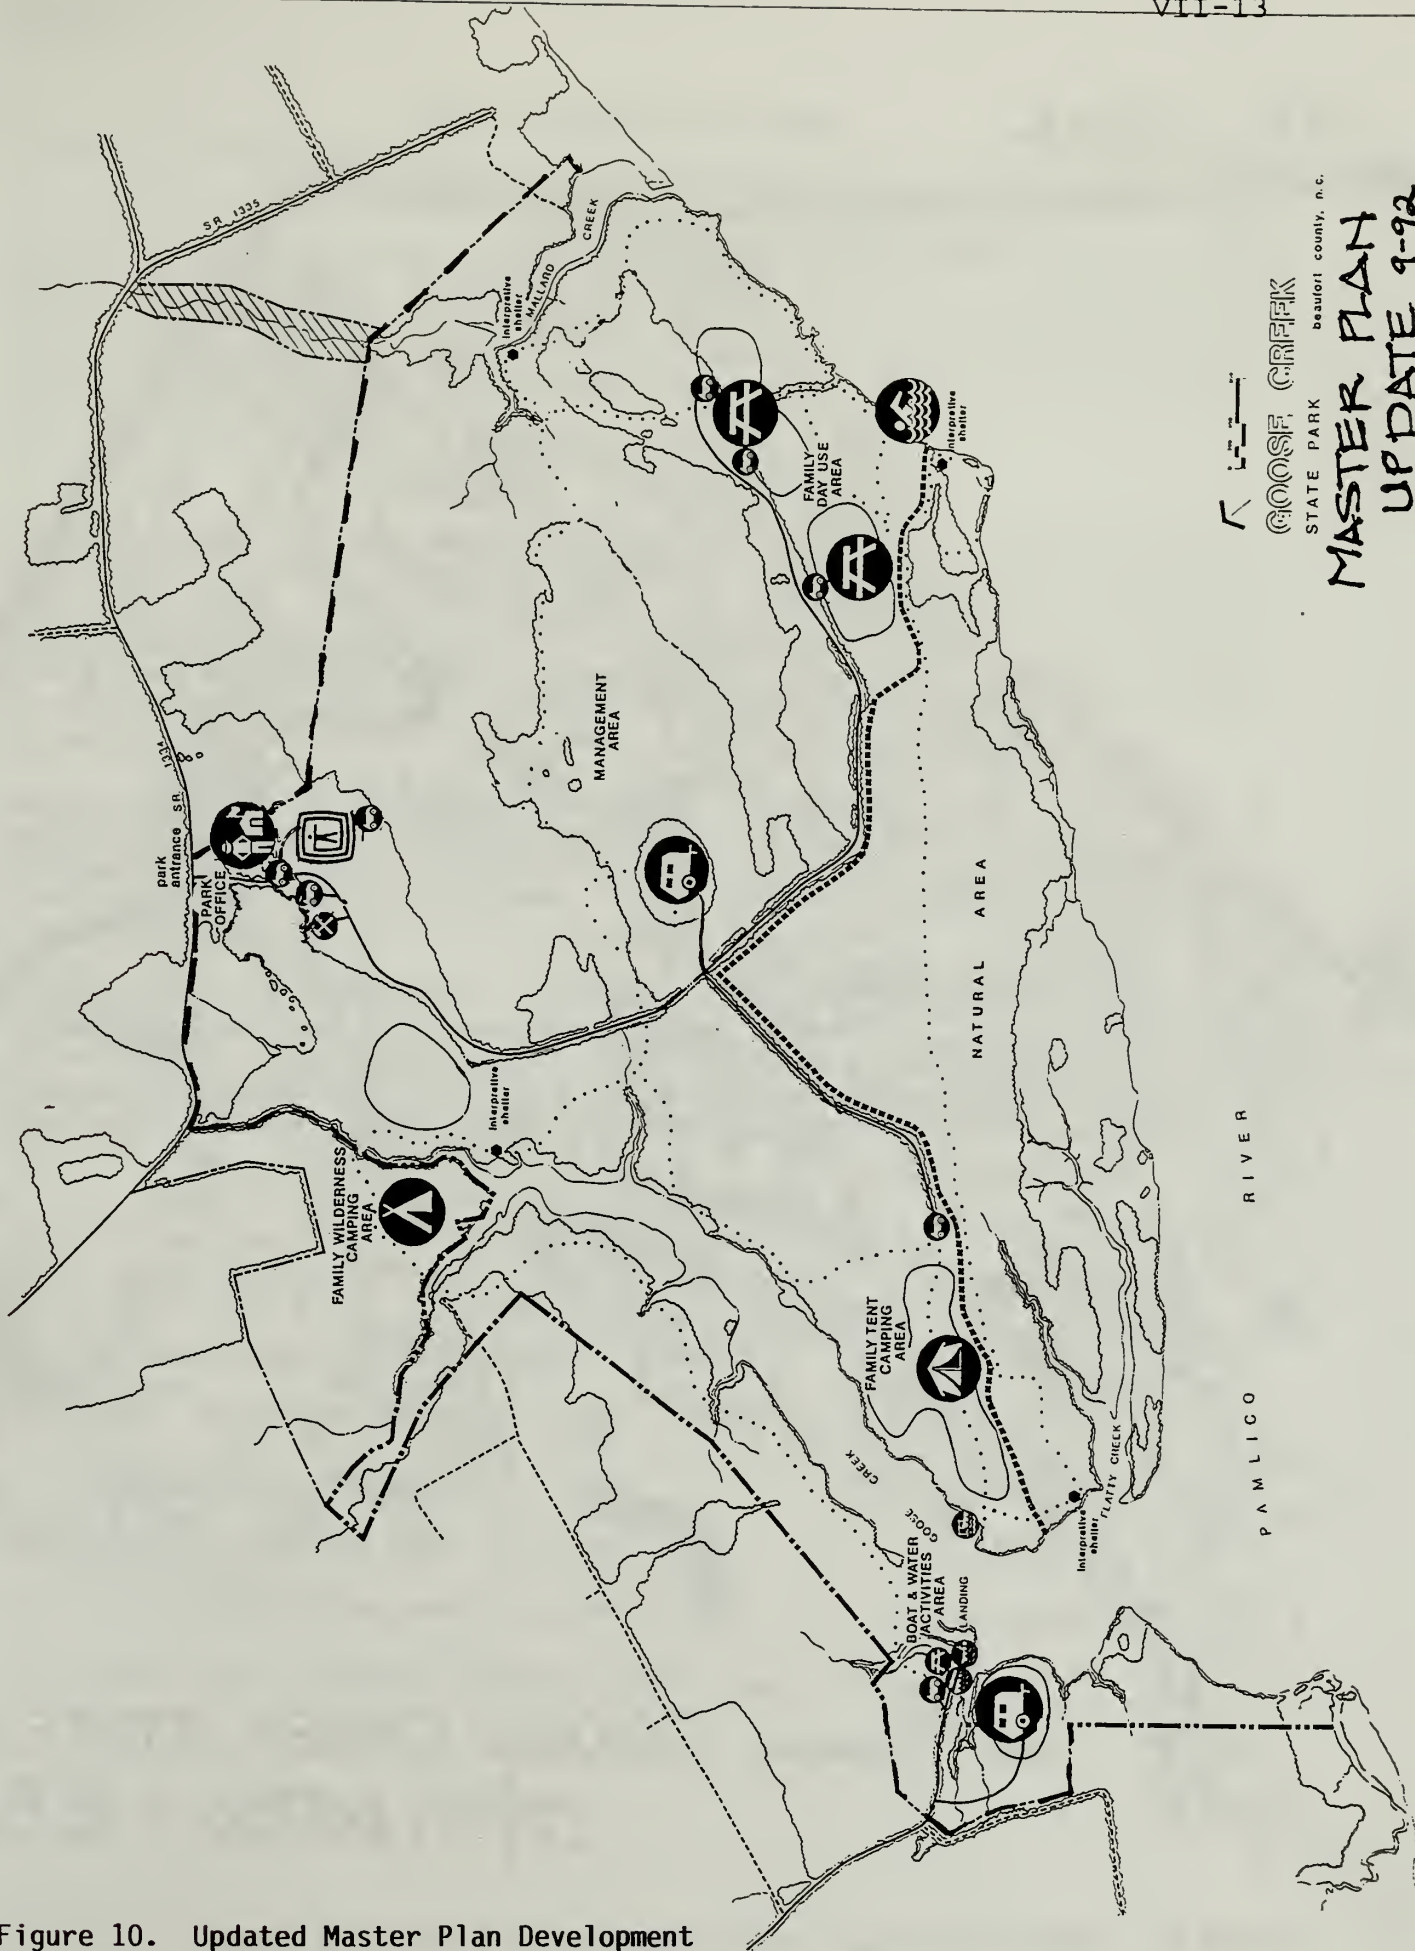 VII-13
S.R. 1335
MALLARD
CREEK
Interpretive
shelter
GOOSE CREEK
STATE PARK
beaufort county, n.c.
MASTER PLAN
UPDATE 9-92
Interpretive
shelter
FAMILY
DAY USE
AREA
MANAGEMENT
AREA
S.R. 1334
park
entrance
PARK
OFFICE
NATURAL AREA
Interpretive
shelter
FAMILY WILDERNESS
CAMPING
AREA
PAMLICO RIVER
FAMILY TENT
CAMPING
AREA
GOOSE CREEK
FLATTY CREEK
Interpretive
shelter
BOAT & WATER
ACTIVITIES
AREA
LANDING
Figure 10. Updated Master Plan Development